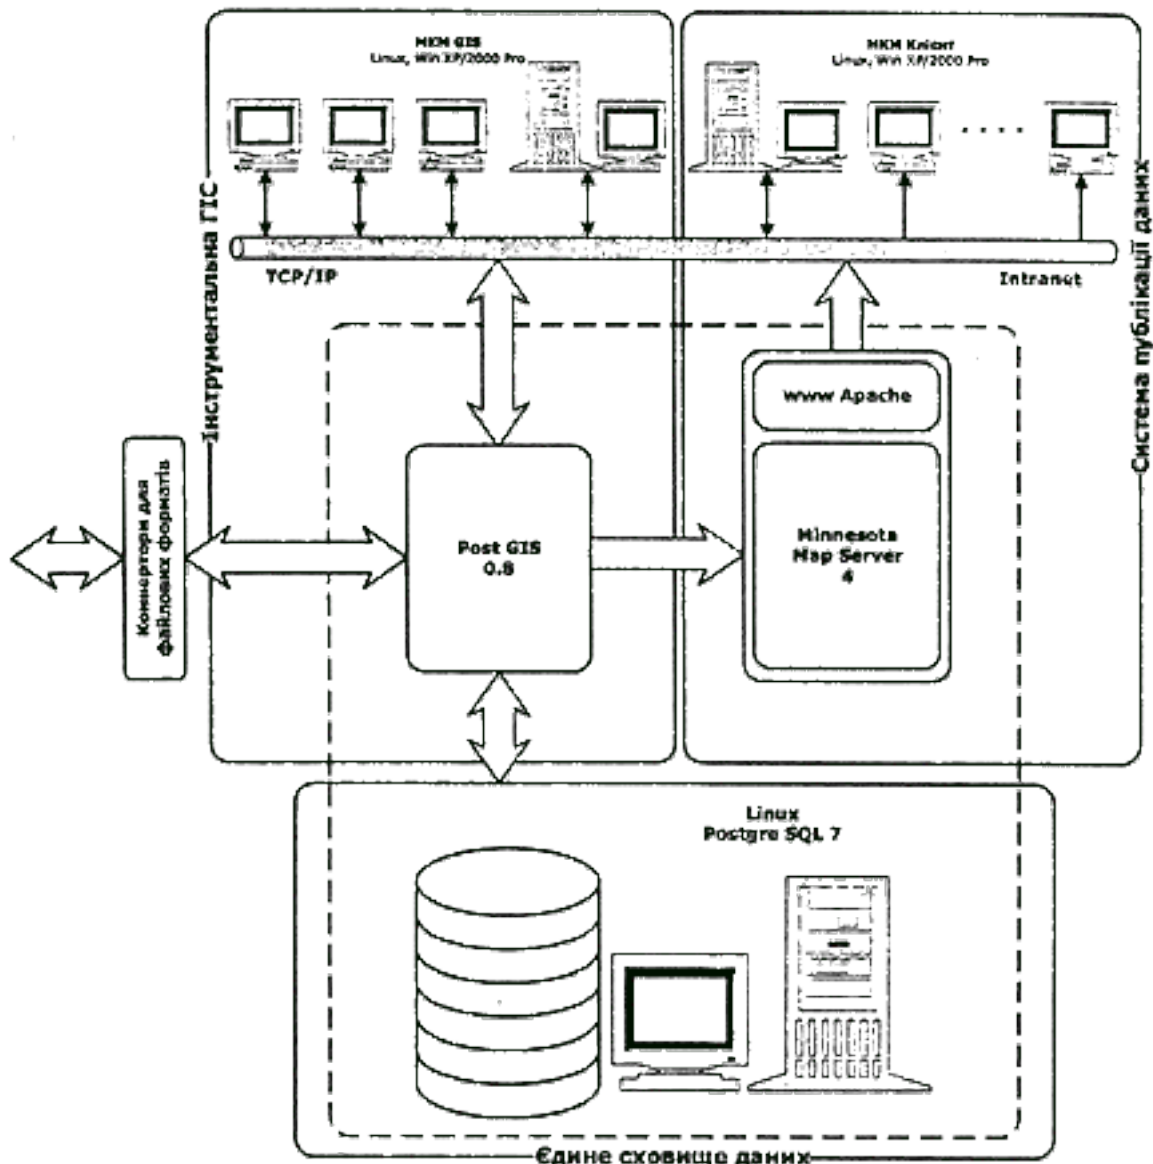 МКМ GIS
Linux, Win XP/2000 Pro
МКМ Клієнт
Linux, Win XP/2000 Pro
Інструментальна ГІС
Система публікації даних
TCP/IP
Intranet
www Apache
Конвертори для
файлових форматів
Post GIS
0.8
Minnesota
Map Server
4
Linux
Postgre SQL 7
Єдине сховище даних